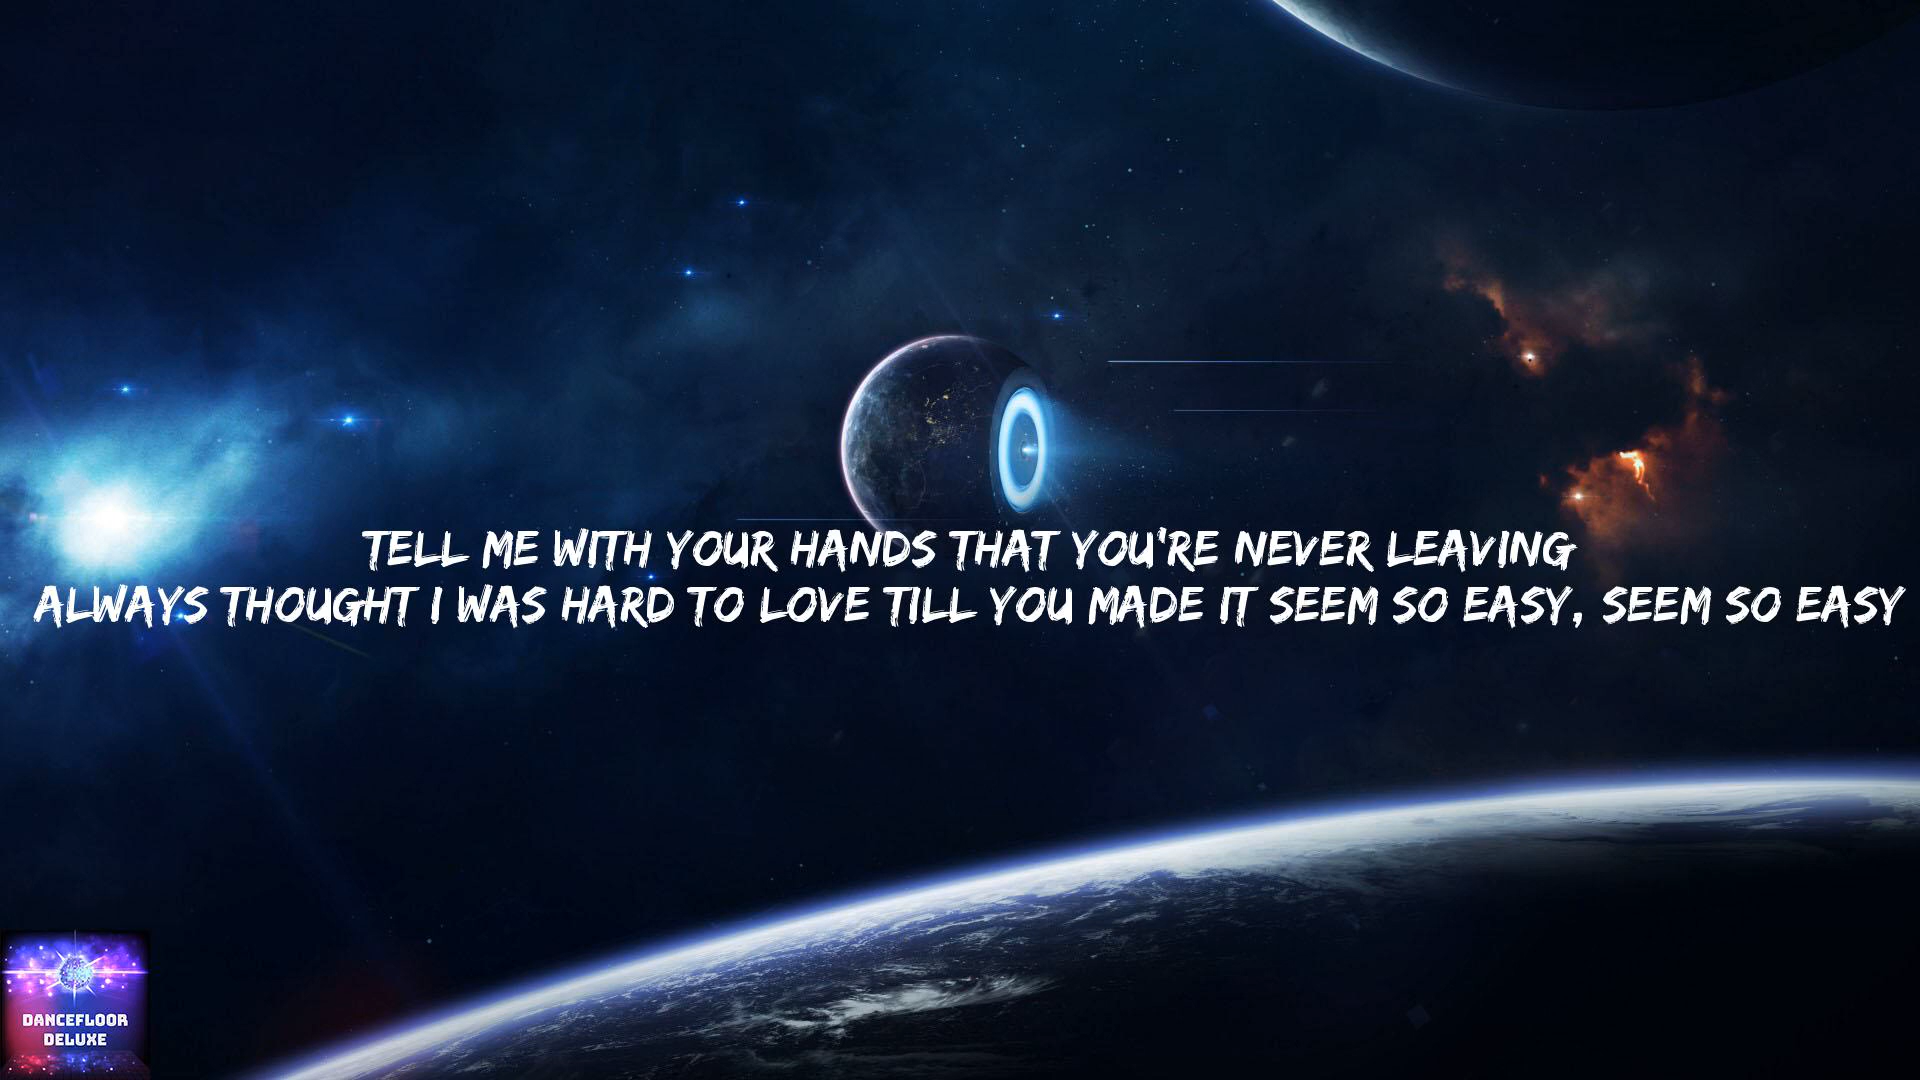 TELL ME WITH YOUR HANDS THAT YOU'RE NEVER LEAVING
ALWAYS THOUGHT I WAS HARD TO LOVE TILL YOU MADE IT SEEM SO EASY, SEEM SO EASY
DANCEFLOOR
DELUXE